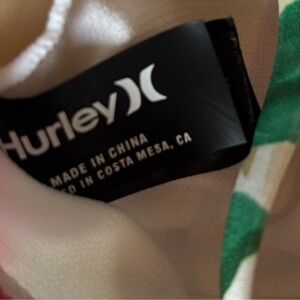 Hurley
MADE IN CHINA
D IN COSTA MESA, CA